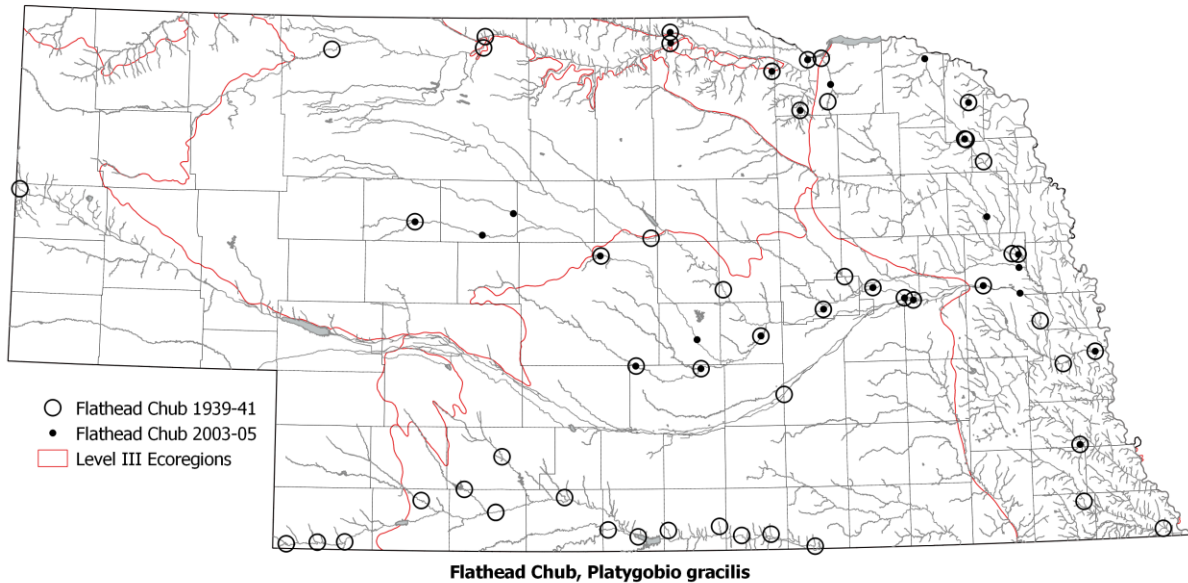 Flathead Chub 1939-41
Flathead Chub 2003-05
Level III Ecoregions
Flathead Chub, Platygobio gracilis